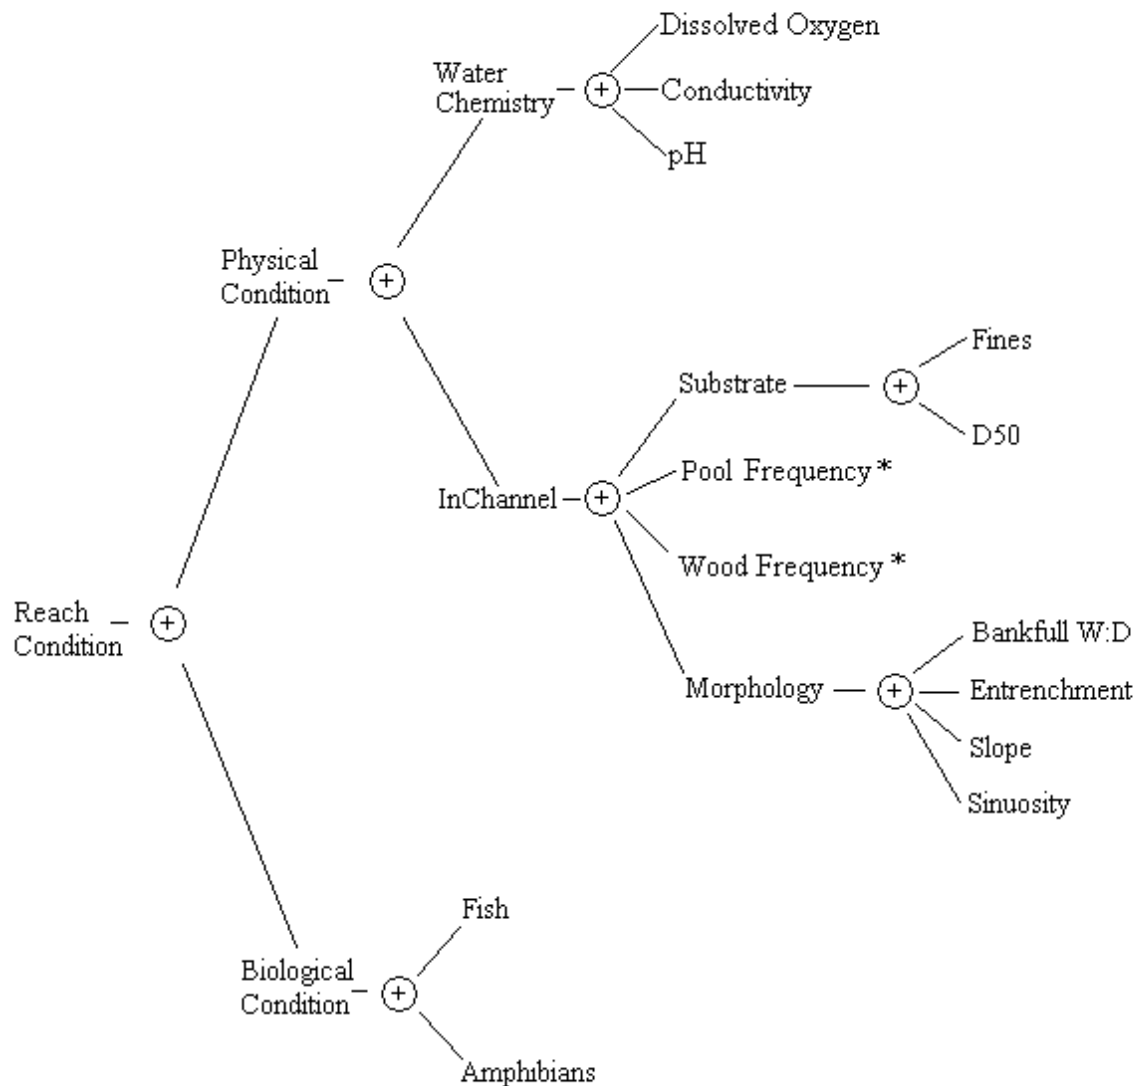 Dissolved Oxygen
Water
Chemistry
+
Conductivity
pH
Physical
Condition
+
Fines
Substrate
+
D50
Pool Frequency *
InChannel
+
Wood Frequency *
Reach
Condition
+
Bankfull W:D
Morphology
+
Entrenchment
Slope
Sinuosity
Fish
Biological
Condition
+
Amphibians